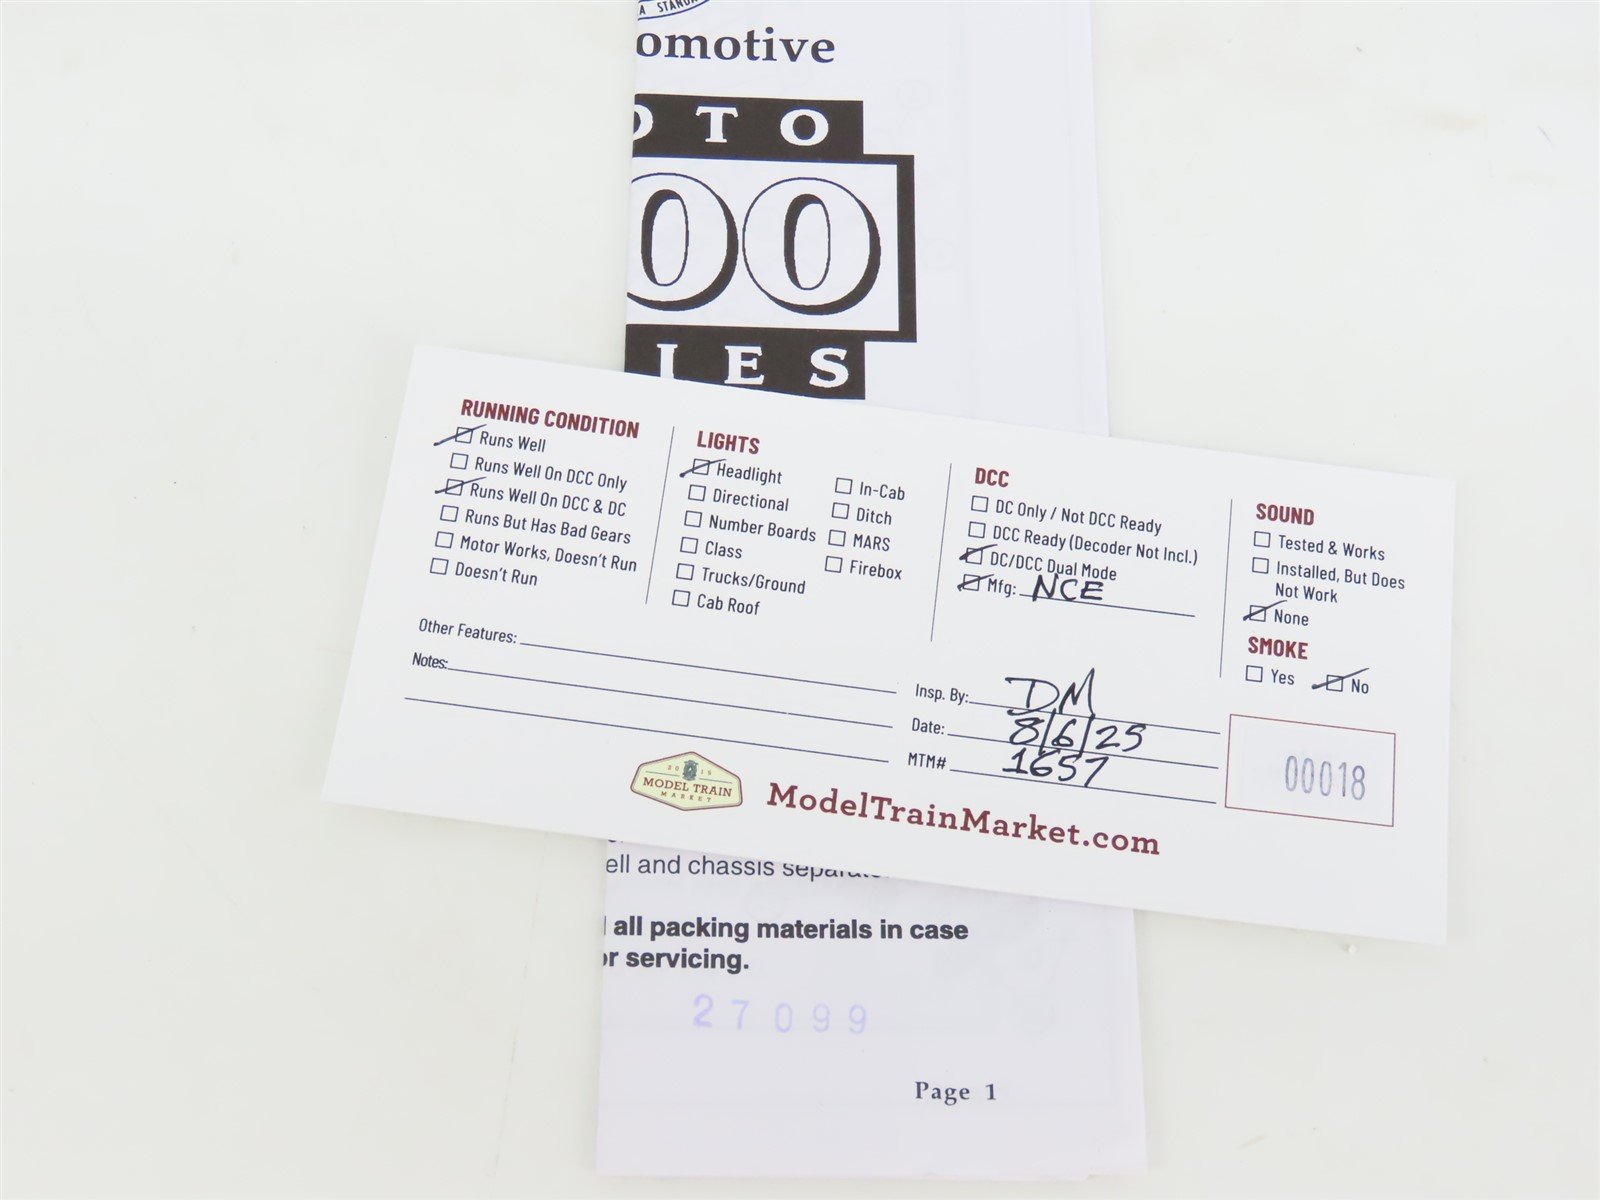 A STAN
omotive
OTO
00
IES
RUNNING CONDITION
Runs Well
Runs Well On DCC Only
Runs Well On DCC & DC
Runs But Has Bad Gears
Motor Works, Doesn't Run
Doesn't Run
LIGHTS
Headlight
Directional
Number Boards
Class
Trucks/Ground
Cab Roof
In-Cab
Ditch
MARS
Firebox
DCC
DC Only / Not DCC Ready
DCC Ready (Decoder Not Incl.)
DC/DCC Dual Mode
Mfg: NCE
SOUND
Tested & Works
Installed, But Does
Not Work
None
SMOKE
Yes No
Other Features:
Notes:
Insp. By: DM
Date: 8/6/25
MTM# 1657
00018
2015
MODEL TRAIN
MARKET
ModelTrainMarket.com
ell and chassis separate
all packing materials in case
or servicing.
27099
Page 1